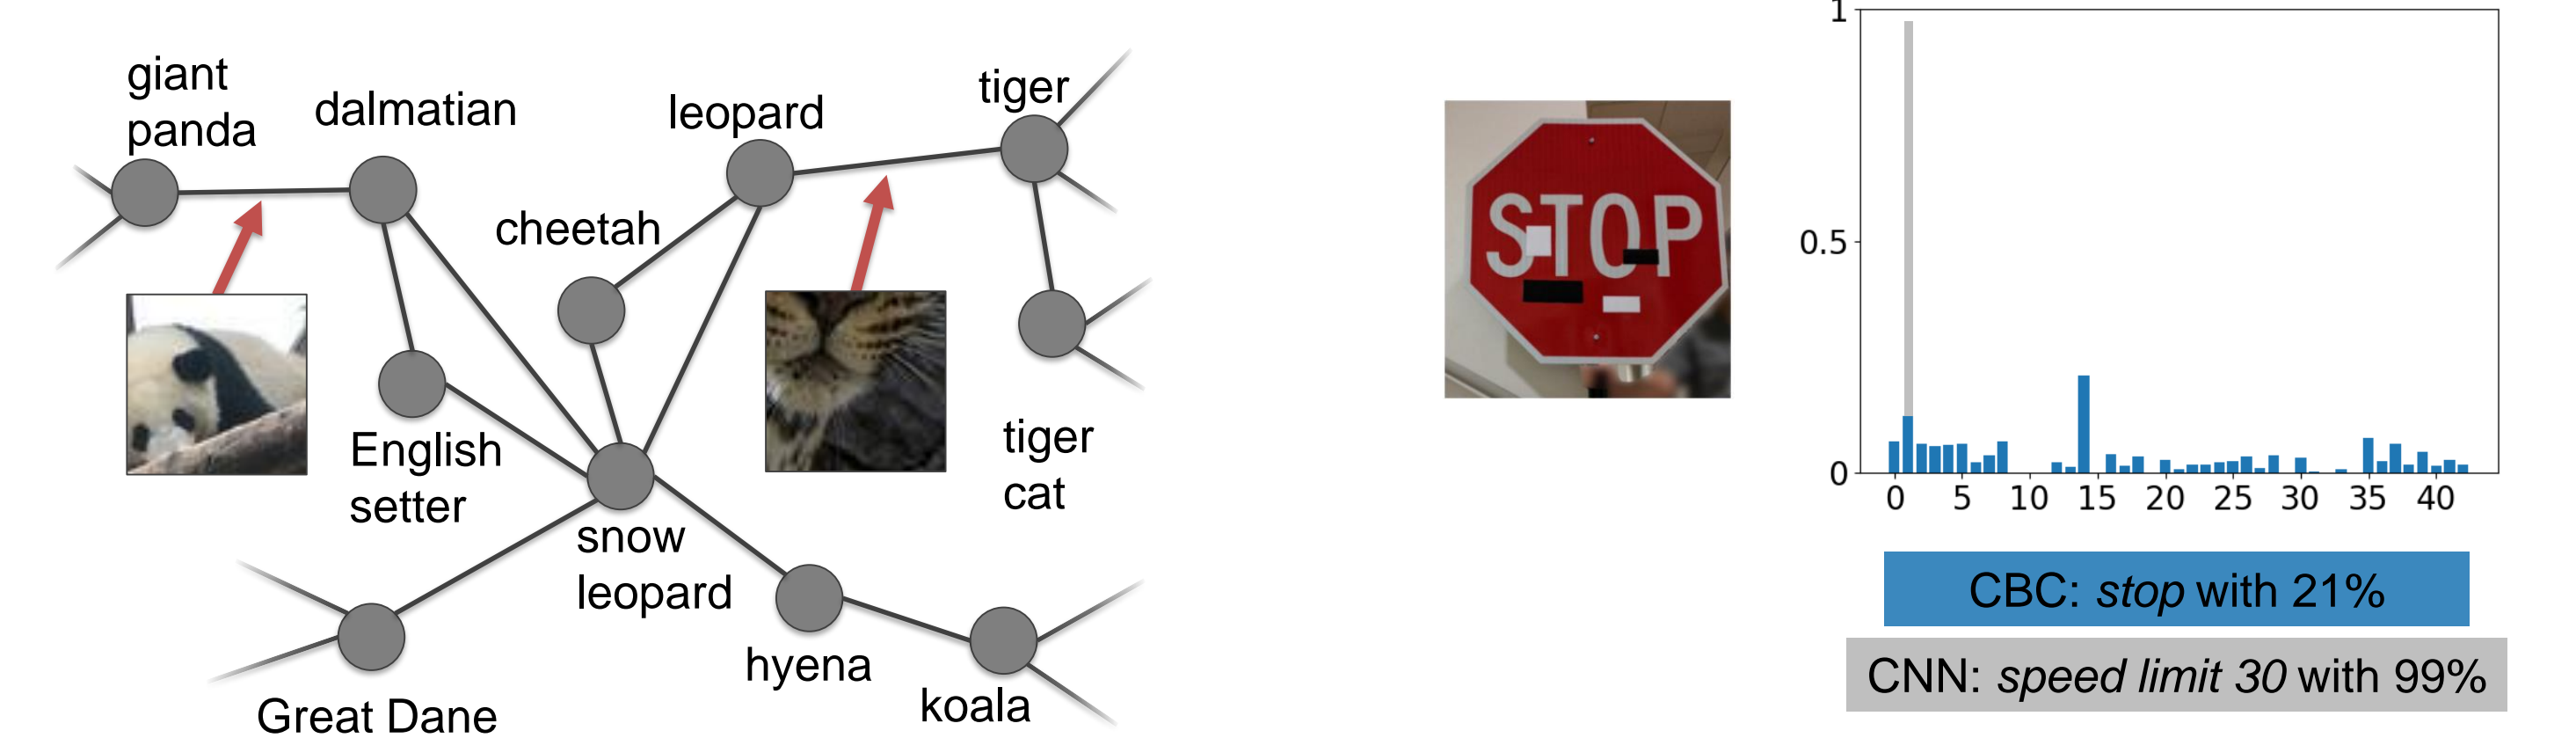 giant
panda
dalmatian
leopard
tiger
cheetah
English
setter
snow
leopard
tiger
cat
hyena
koala
Great Dane
STOP
1
0.5
0
0 5 10 15 20 25 30 35 40
CBC: stop with 21%
CNN: speed limit 30 with 99%